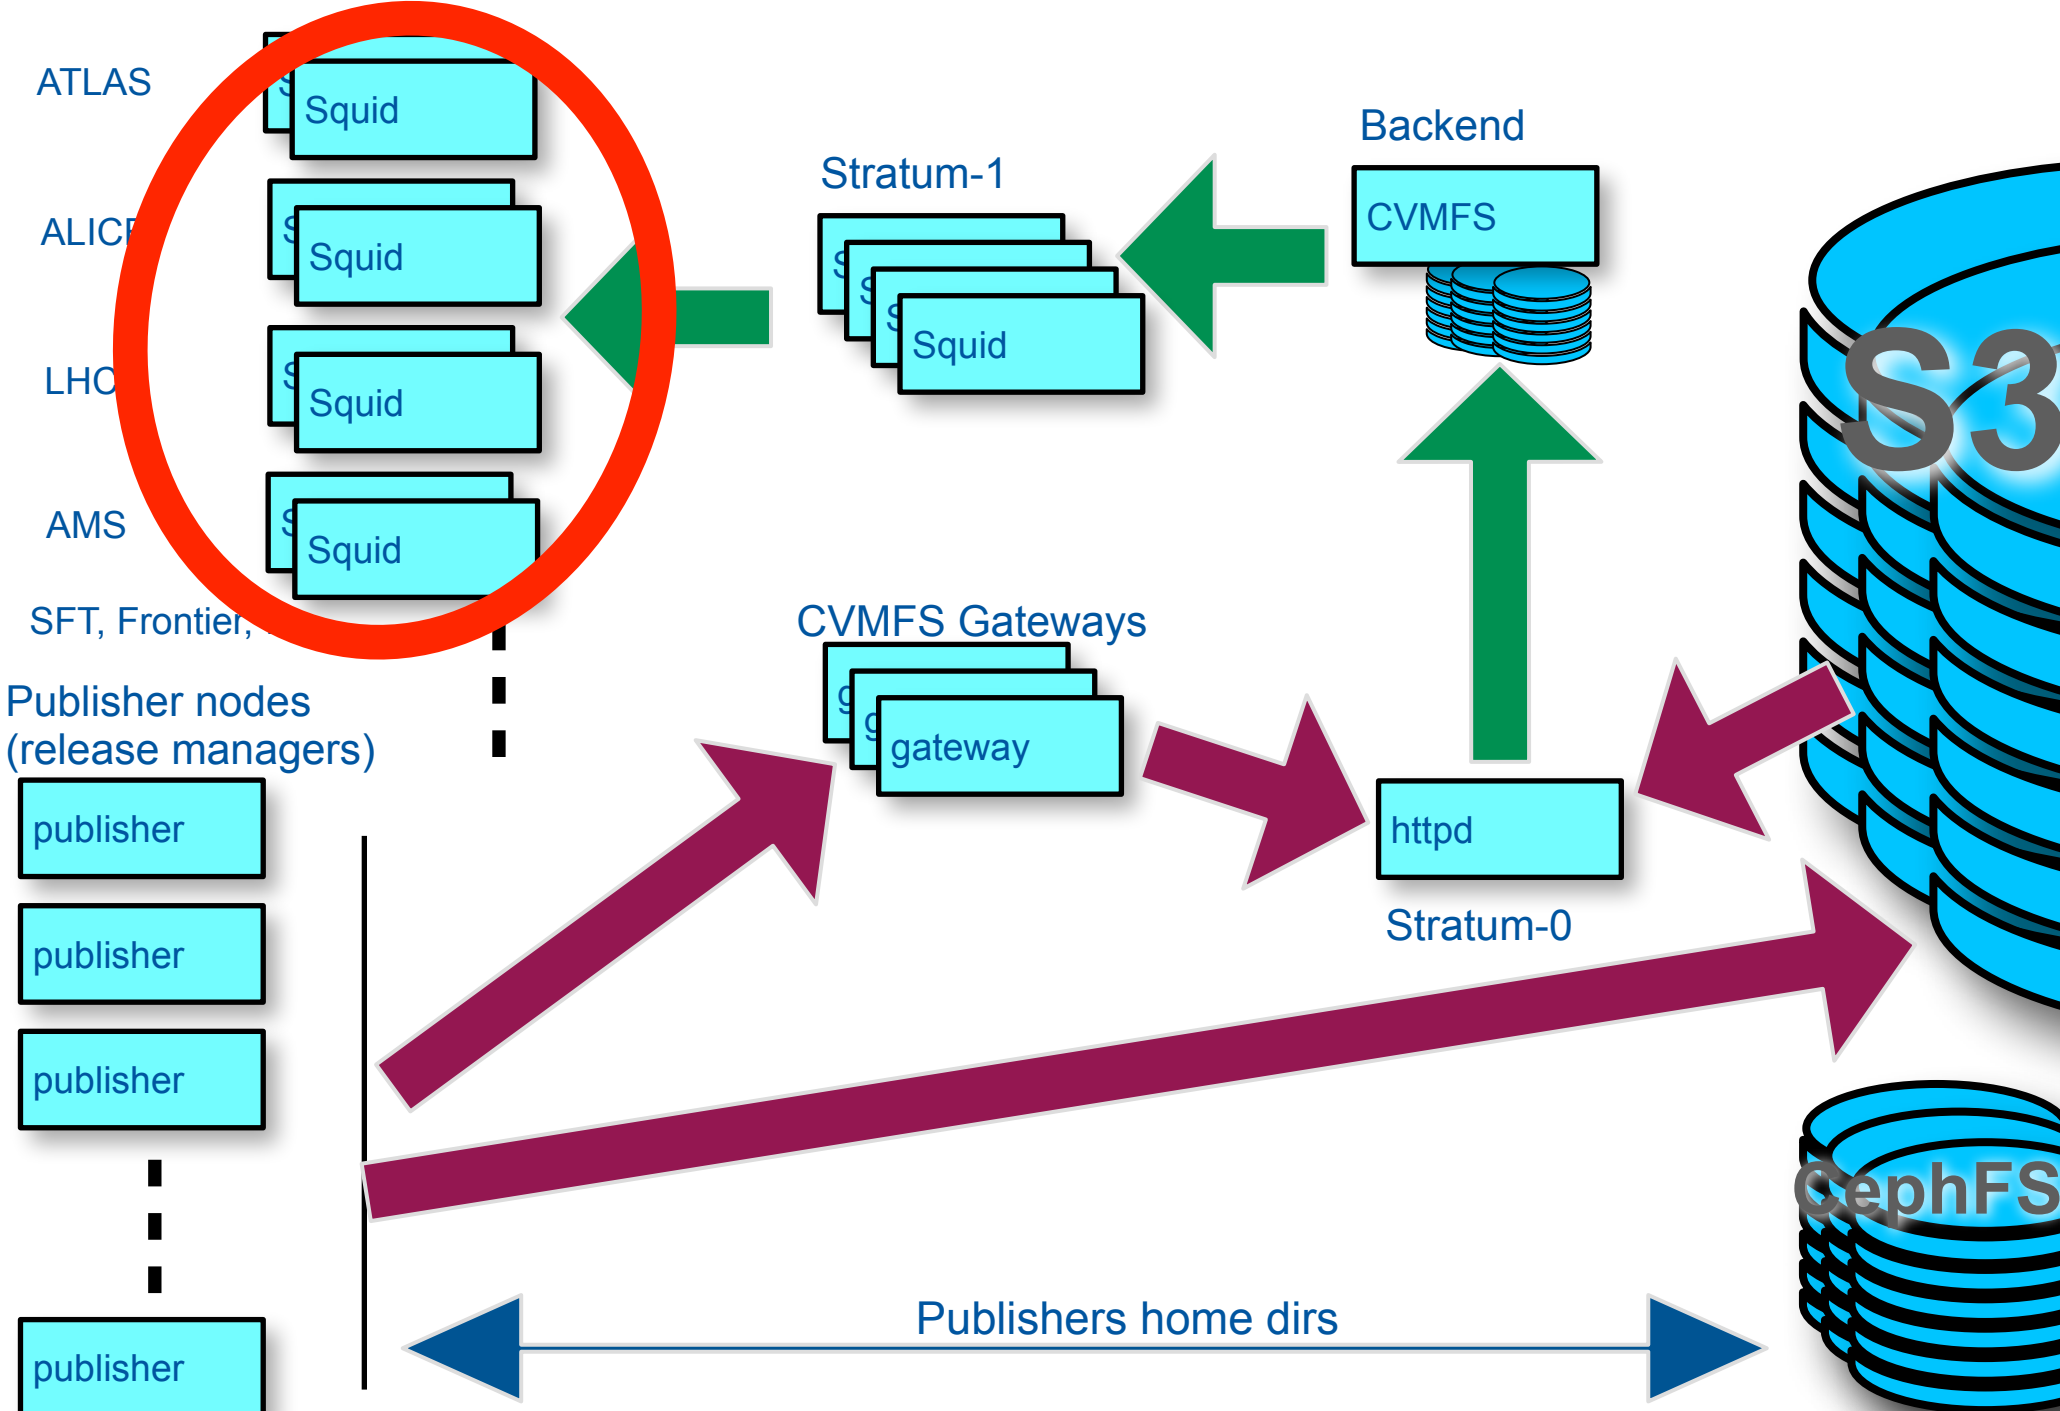 ATLAS
Squid
ALICE
Squid
Squid
AMS
Squid
SFT, Frontier,
Stratum-1
Squid
Backend
CVMFS
S3
CVMFS Gateways
gateway
httpd
Stratum-0
Publisher nodes
(release managers)
publisher
publisher
publisher
publisher
CephFS
Publishers home dirs